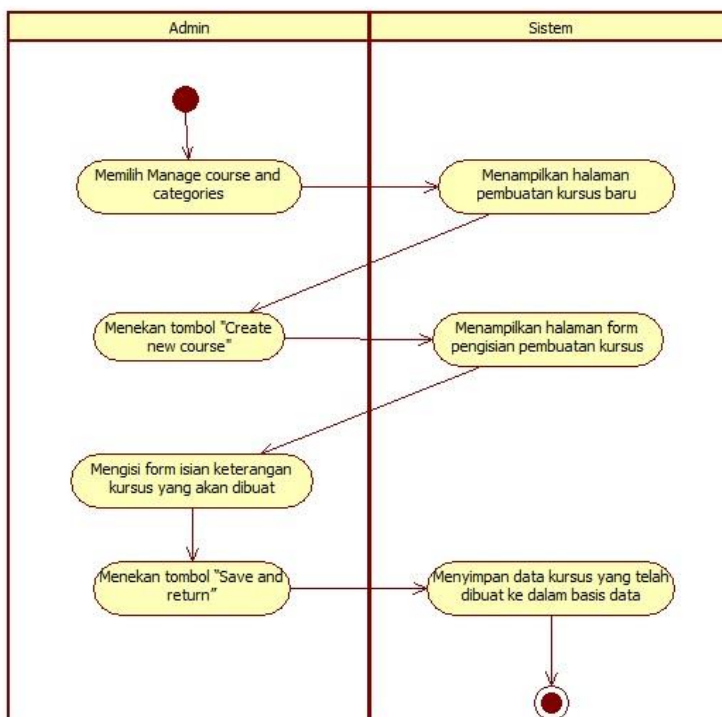 Admin
Sistem
Memilih Manage course and
categories
Menampilkan halaman
pembuatan kursus baru
Menekan tombol "Create
new course"
Menampilkan halaman form
pengisian pembuatan kursus
Mengisi form isian keterangan
kursus yang akan dibuat
Menekan tombol “Save and
return”
Menyimpan data kursus yang telah
dibuat ke dalam basis data